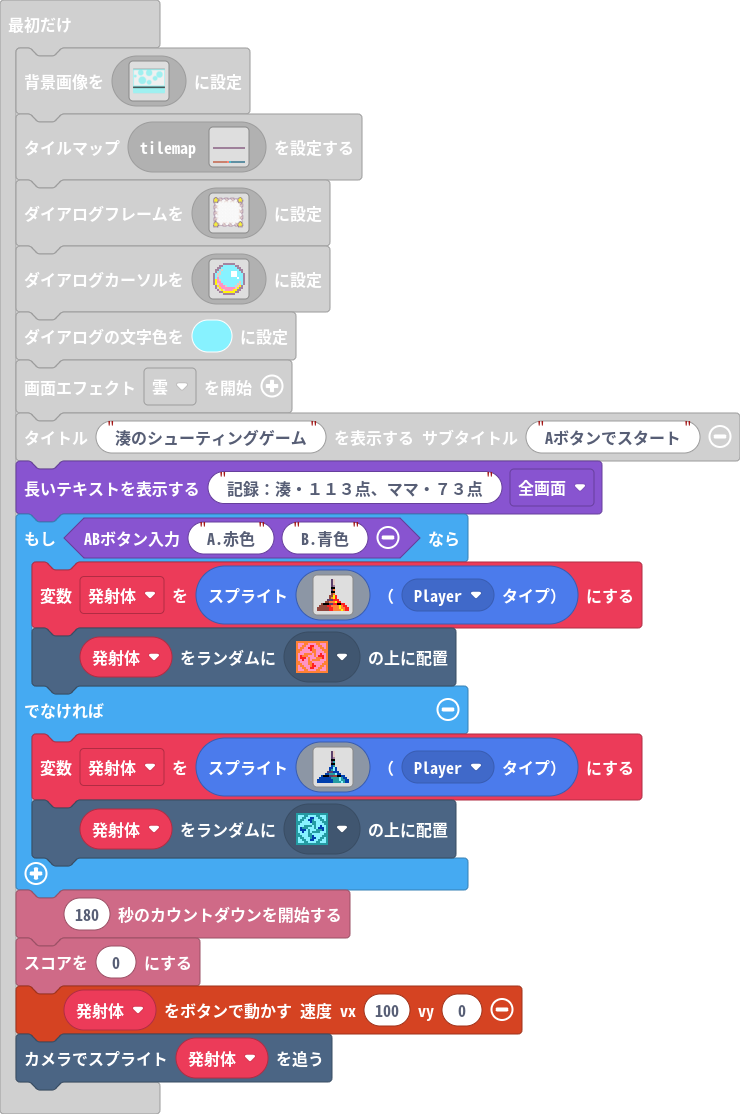 最初だけ
背景画像を に設定
タイルマップ tilemap を設定する
ダイアログフレームを に設定
ダイアログカーソルを に設定
ダイアログの文字色を に設定
画面エフェクト 雲 を開始
タイトル "湊のシューティングゲーム" を表示する サブタイトル "Aボタンでスタート"
長いテキストを表示する "記録：湊・１１３点、ママ・７３点" 全画面
もし ABボタン入力 "A.赤色" "B.青色" なら
変数 発射体 を スプライト ( Player タイプ) にする
発射体 をランダムに の上に配置
でなければ
変数 発射体 を スプライト ( Player タイプ) にする
発射体 をランダムに の上に配置
180 秒のカウントダウンを開始する
スコアを 0 にする
発射体 をボタンで動かす 速度 vx 100 vy 0
カメラでスプライト 発射体 を追う